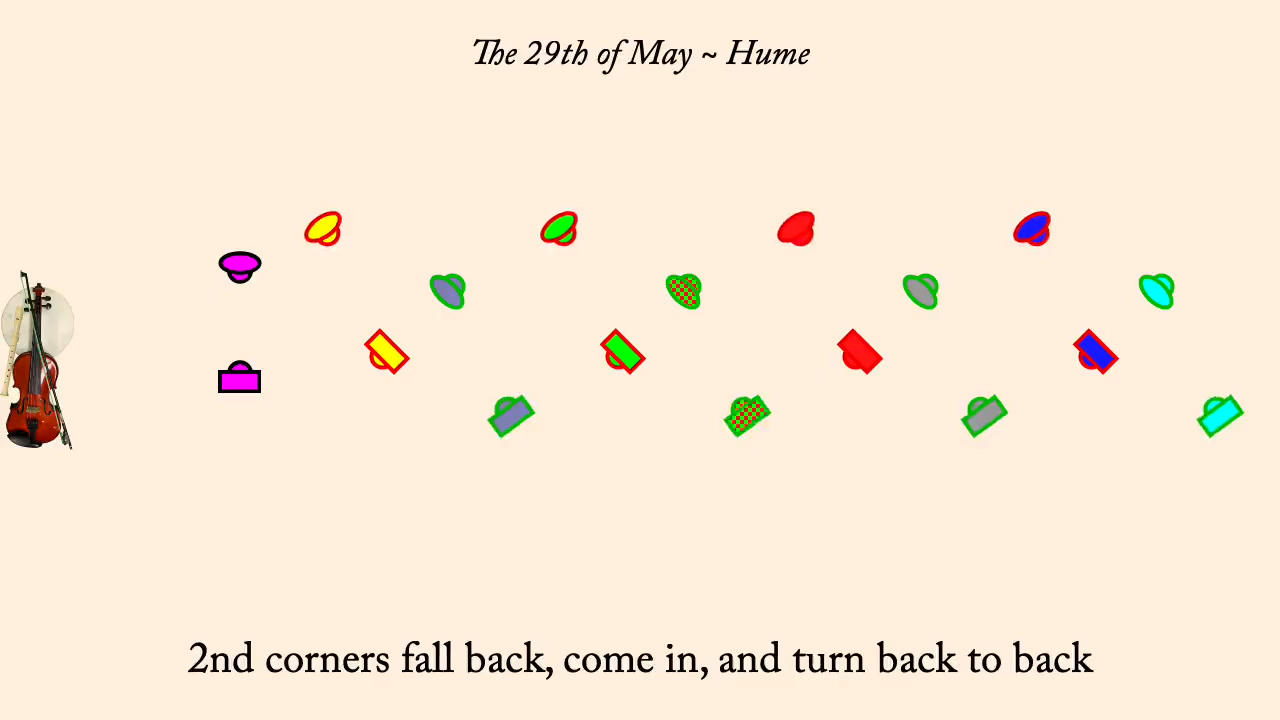 The 29th of May ~ Hume
2nd corners fall back, come in, and turn back to back